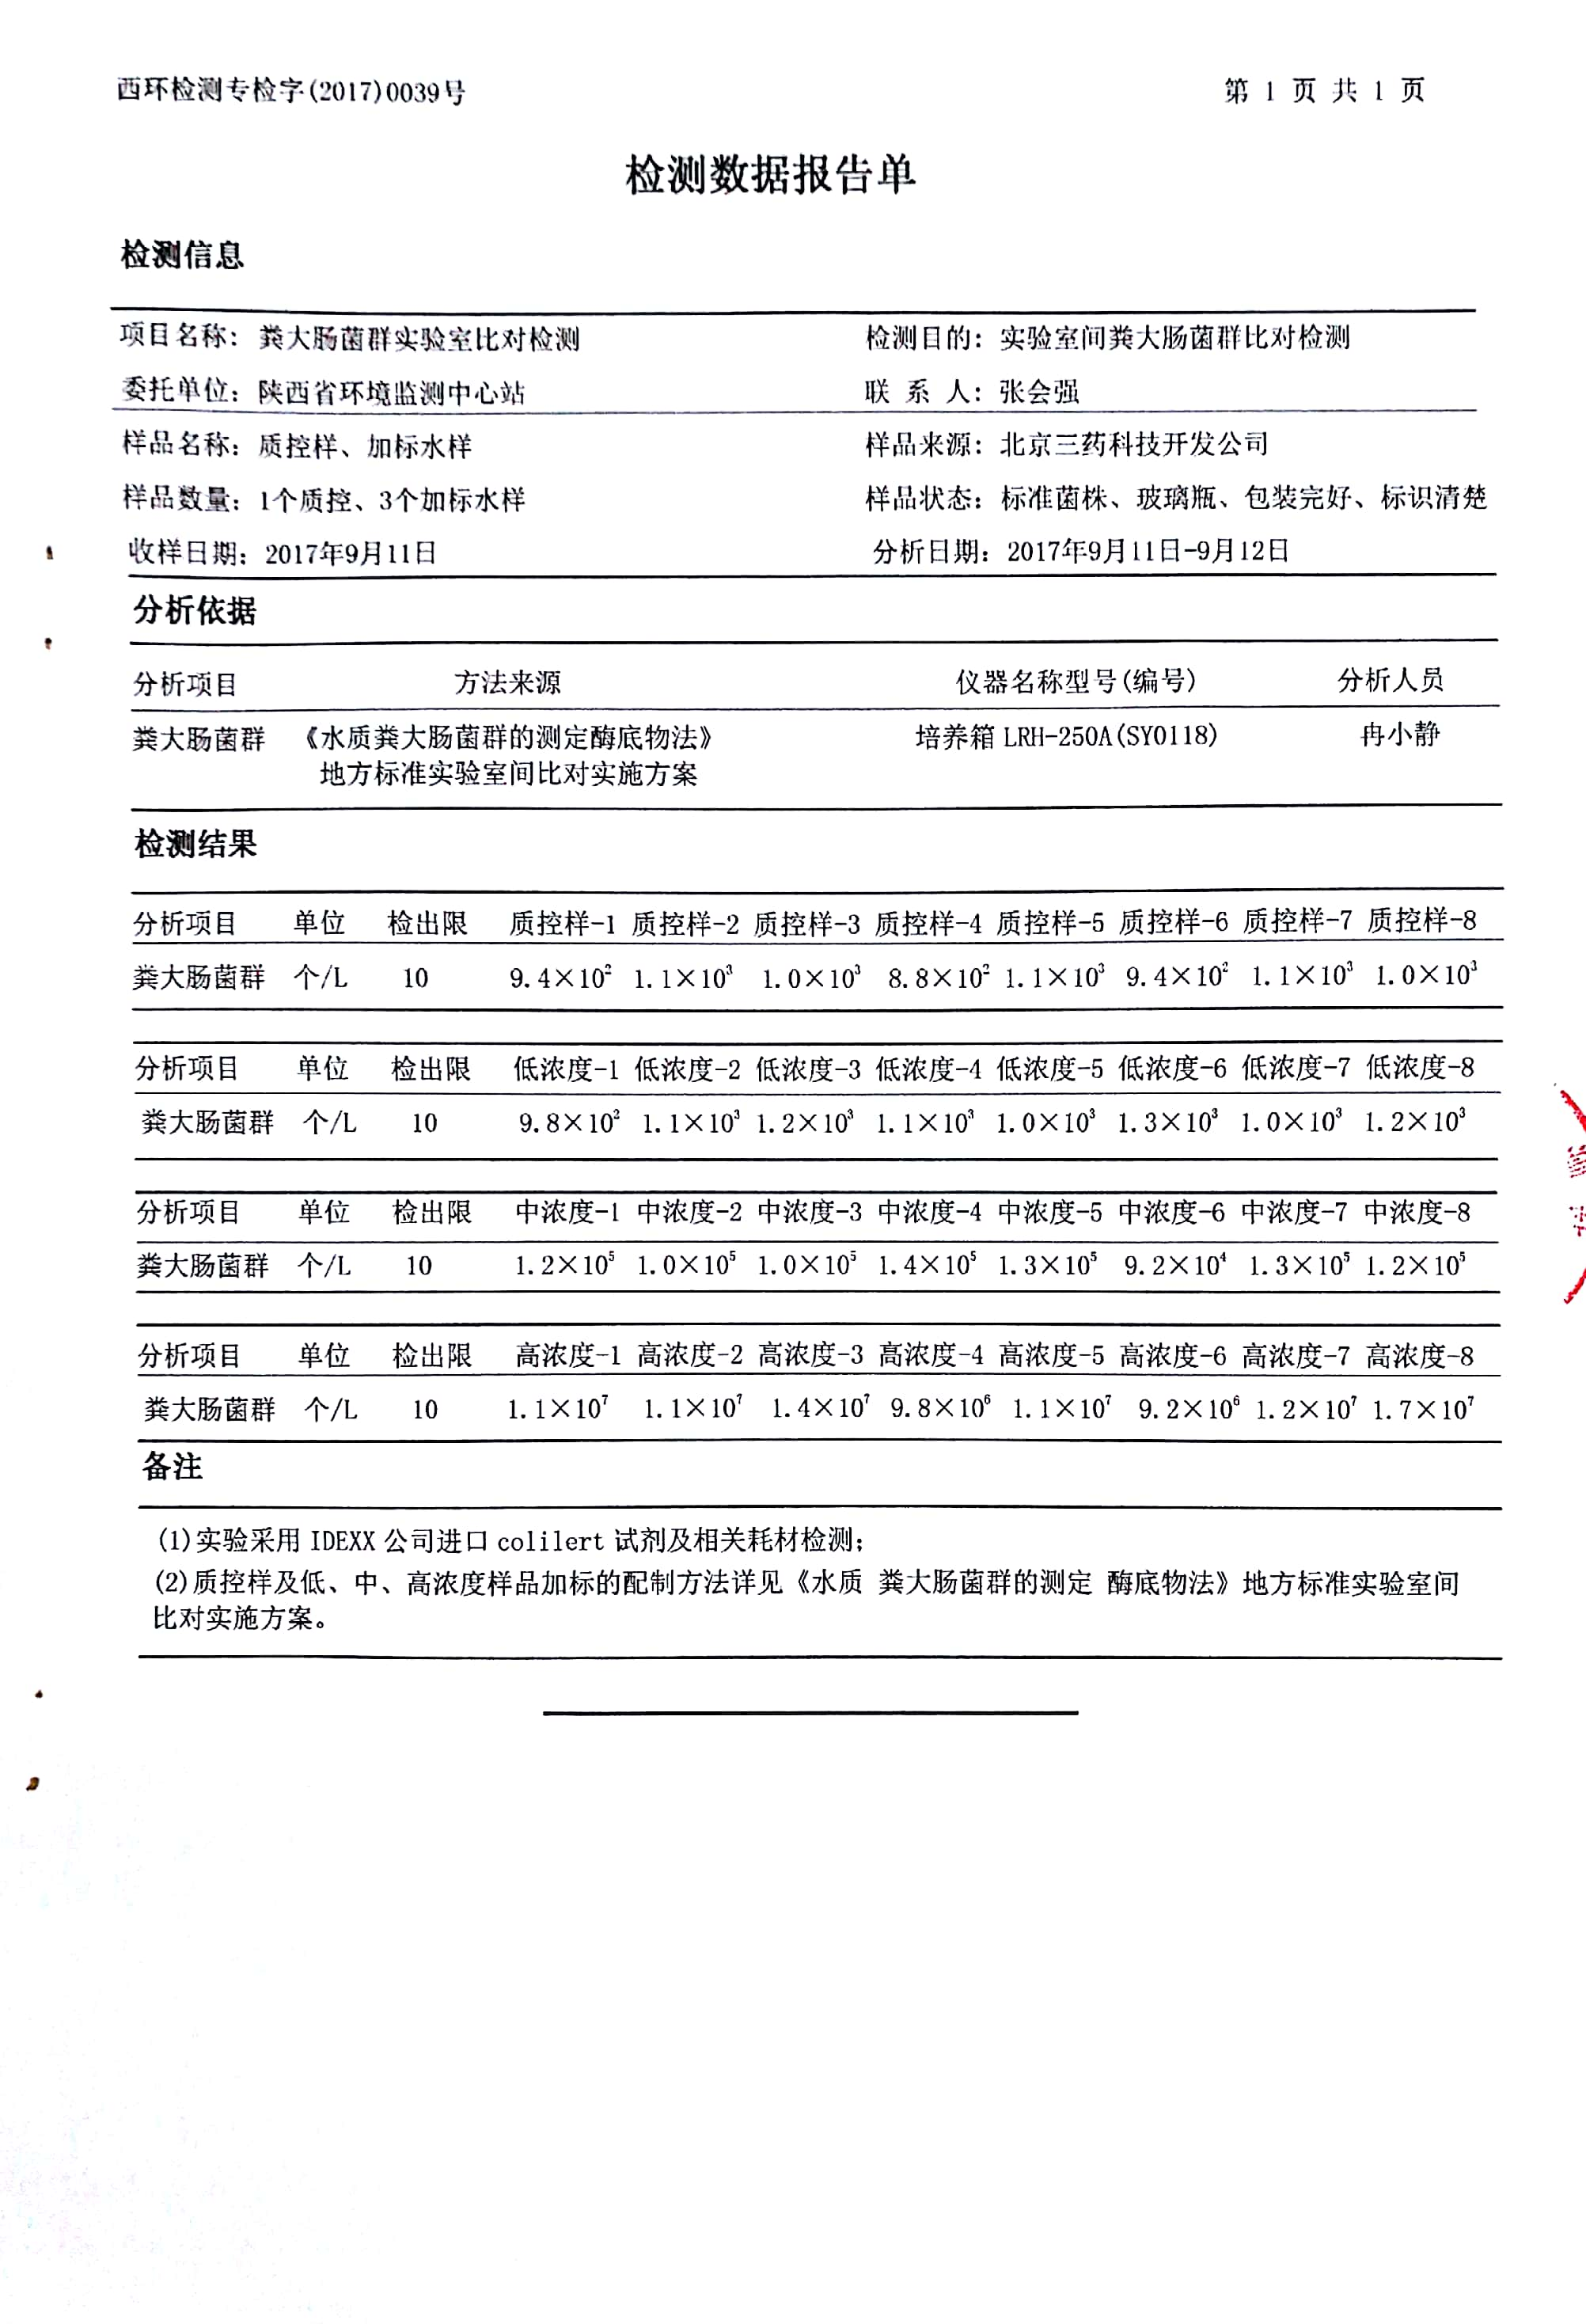 西环检测专检字(2017)0039号 第 1 页 共 1 页
检测数据报告单
检测信息
项目名称：粪大肠菌群实验室比对检测 检测目的：实验室间粪大肠菌群比对检测
委托单位：陕西省环境监测中心站 联 系 人：张会强
样品名称：质控样、加标水样 样品来源：北京三药科技开发公司
样品数量：1个质控、3个加标水样 样品状态：标准菌株、玻璃瓶、包装完好、标识清楚
收样日期：2017年9月11日 分析日期：2017年9月11日-9月12日
分析依据
分析项目 方法来源 仪器名称型号(编号) 分析人员
粪大肠菌群 《水质粪大肠菌群的测定酶底物法》 培养箱 LRH-250A(SY0118) 冉小静
地方标准实验室间比对实施方案
检测结果
分析项目 单位 检出限 质控样-1 质控样-2 质控样-3 质控样-4 质控样-5 质控样-6 质控样-7 质控样-8
粪大肠菌群 个/L 10 9.4×10² 1.1×10³ 1.0×10³ 8.8×10² 1.1×10³ 9.4×10² 1.1×10³ 1.0×10³
分析项目 单位 检出限 低浓度-1 低浓度-2 低浓度-3 低浓度-4 低浓度-5 低浓度-6 低浓度-7 低浓度-8
粪大肠菌群 个/L 10 9.8×10² 1.1×10³ 1.2×10³ 1.1×10³ 1.0×10³ 1.3×10³ 1.0×10³ 1.2×10³
分析项目 单位 检出限 中浓度-1 中浓度-2 中浓度-3 中浓度-4 中浓度-5 中浓度-6 中浓度-7 中浓度-8
粪大肠菌群 个/L 10 1.2×10⁵ 1.0×10⁵ 1.0×10⁵ 1.4×10⁵ 1.3×10⁵ 9.2×10⁴ 1.3×10⁵ 1.2×10⁵
分析项目 单位 检出限 高浓度-1 高浓度-2 高浓度-3 高浓度-4 高浓度-5 高浓度-6 高浓度-7 高浓度-8
粪大肠菌群 个/L 10 1.1×10⁷ 1.1×10⁷ 1.4×10⁷ 9.8×10⁶ 1.1×10⁷ 9.2×10⁶ 1.2×10⁷ 1.7×10⁷
备注
(1)实验采用 IDEXX 公司进口 colilert 试剂及相关耗材检测；
(2)质控样及低、中、高浓度样品加标的配制方法详见《水质 粪大肠菌群的测定 酶底物法》地方标准实验室间
比对实施方案。